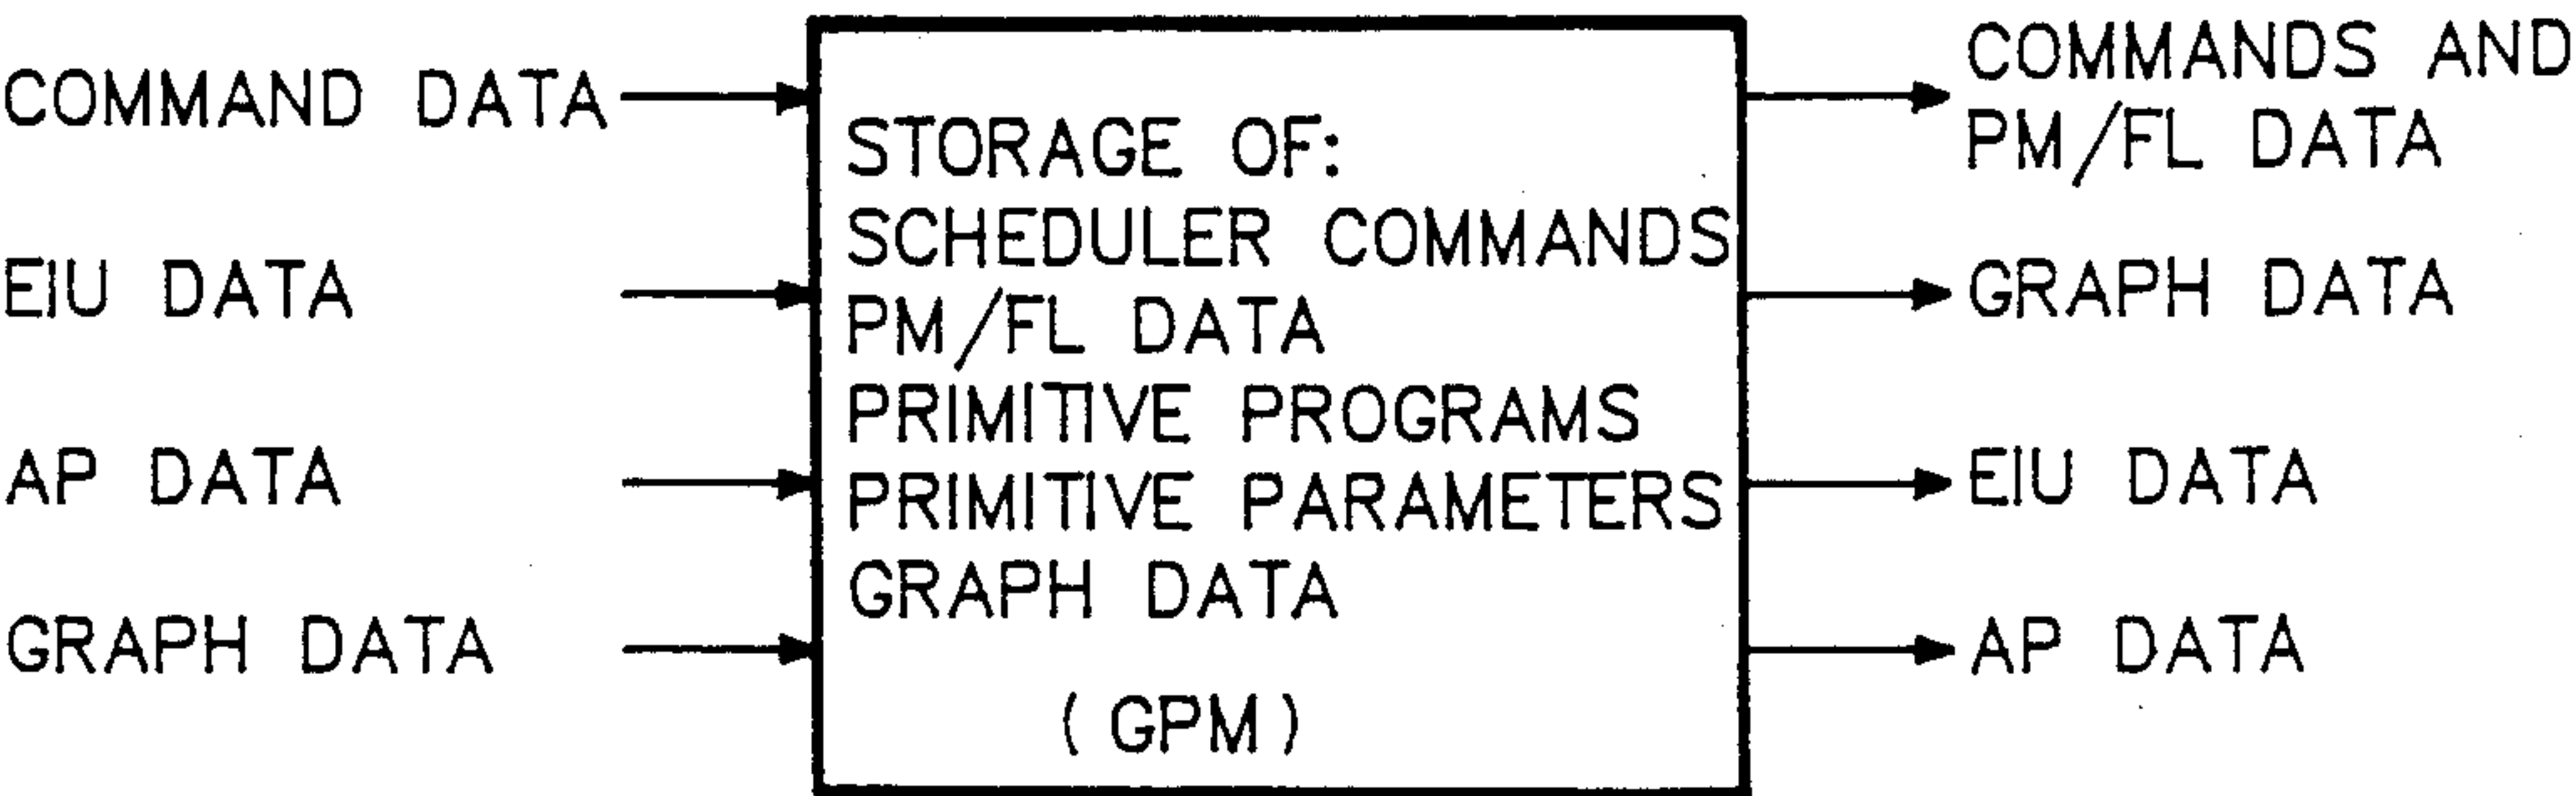 COMMAND DATA
EIU DATA
AP DATA
GRAPH DATA
STORAGE OF:
SCHEDULER COMMANDS
PM/FL DATA
PRIMITIVE PROGRAMS
PRIMITIVE PARAMETERS
GRAPH DATA
(GPM)
COMMANDS AND
PM/FL DATA
GRAPH DATA
EIU DATA
AP DATA